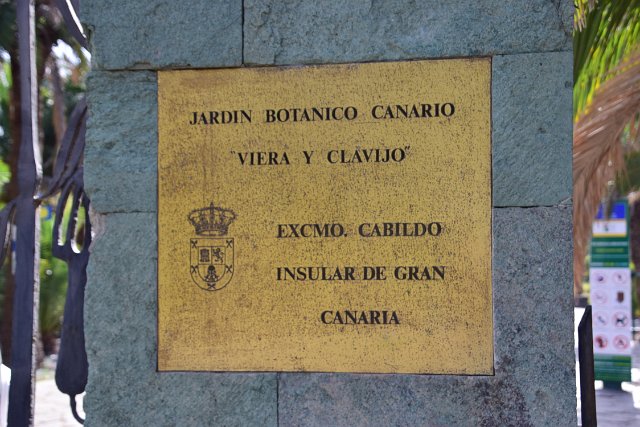 JARDIN BOTANICO CANARIO
"VIERA Y CLAVIJO"
EXCMO. CABILDO
INSULAR DE GRAN
CANARIA